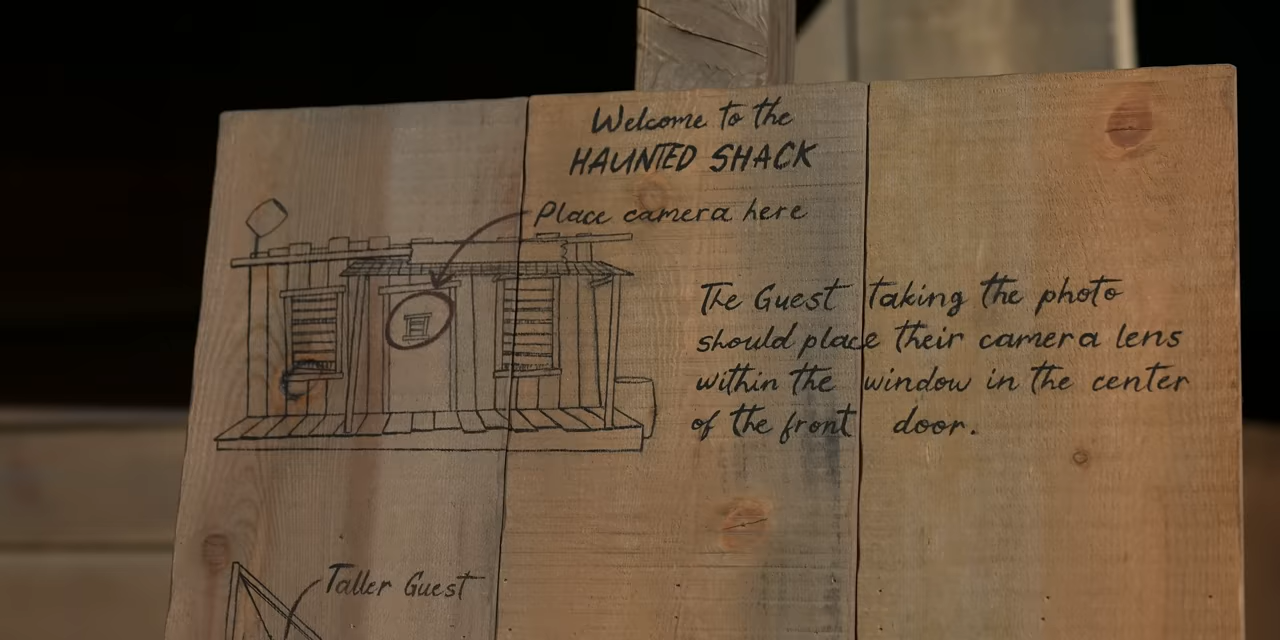 Welcome to the
HAUNTED SHACK
Place camera here
The Guest taking the photo
should place their camera lens
within the window in the center
of the front door.
Taller Guest